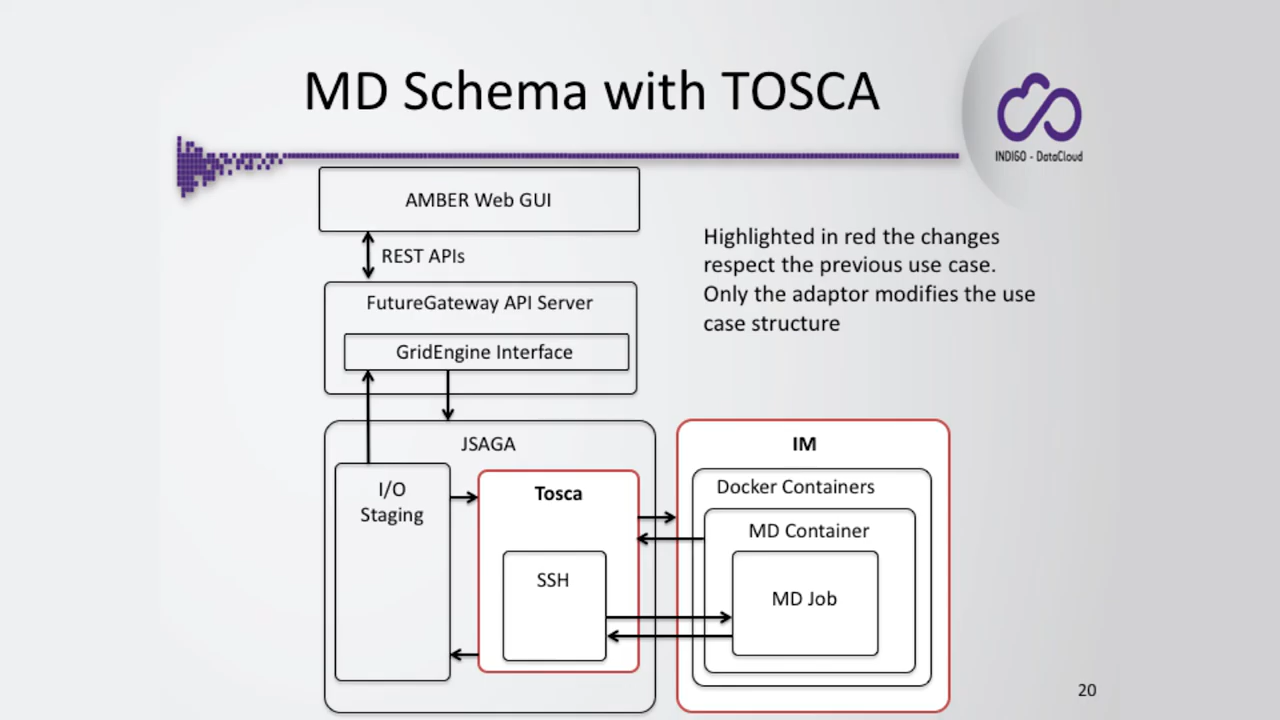 MD Schema with TOSCA
INDIGO - DataCloud
AMBER Web GUI
REST APIs
FutureGateway API Server
GridEngine Interface
Highlighted in red the changes
respect the previous use case.
Only the adaptor modifies the use
case structure
JSAGA
I/O
Staging
Tosca
SSH
IM
Docker Containers
MD Container
MD Job
20